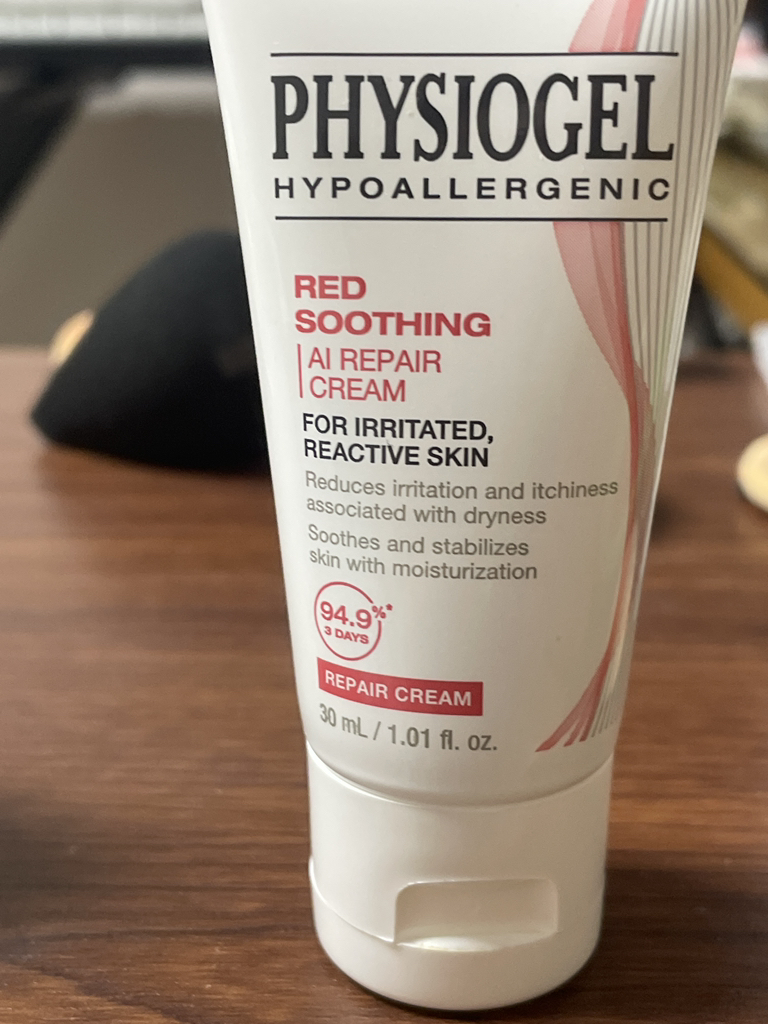 PHYSIOGEL
HYPOALLERGENIC
RED
SOOTHING
AI REPAIR
CREAM
FOR IRRITATED,
REACTIVE SKIN
Reduces irritation and itchiness
associated with dryness
Soothes and stabilizes
skin with moisturization
94.9%*
3 DAYS
REPAIR CREAM
30 mL / 1.01 fl. oz.